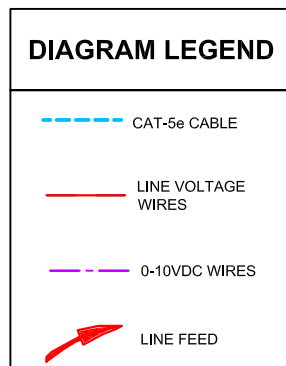 DIAGRAM LEGEND
CAT-5e CABLE
LINE VOLTAGE
WIRES
0-10VDC WIRES
LINE FEED